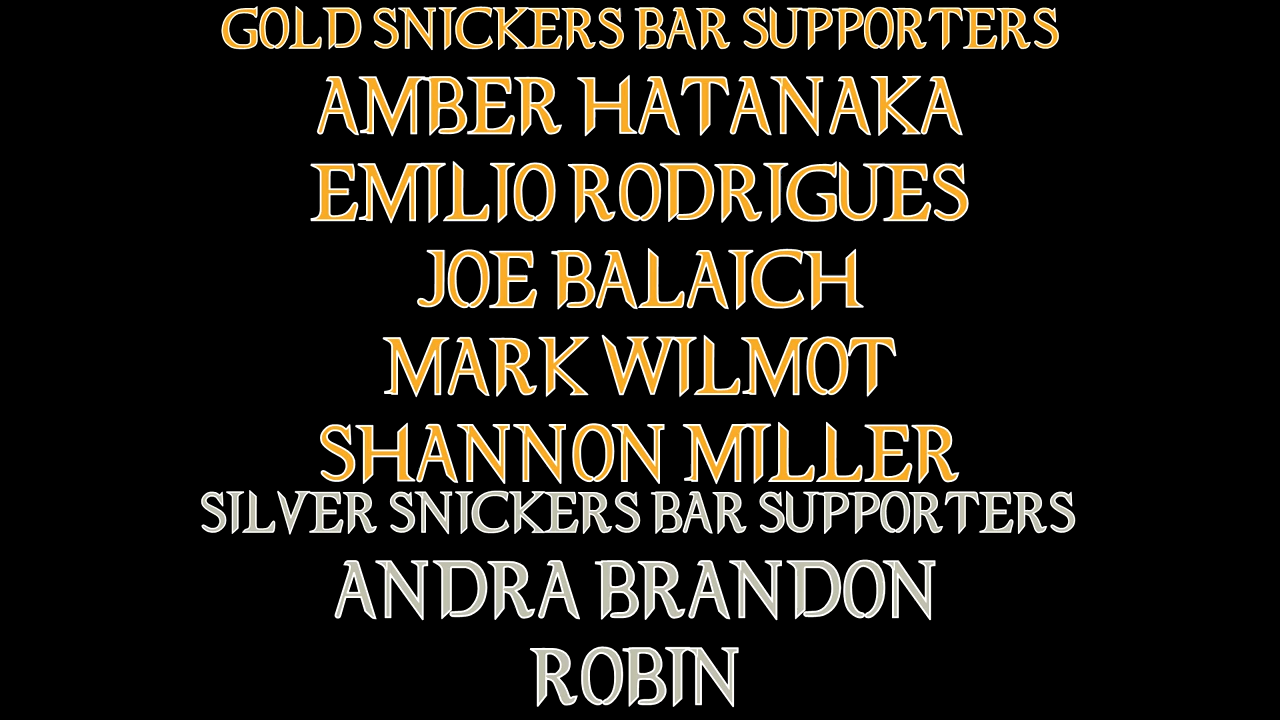 GOLD SNICKERS BAR SUPPORTERS
AMBER HATANAKA
EMILIO RODRIGUES
JOE BALAICH
MARK WILMOT
SHANNON MILLER
SILVER SNICKERS BAR SUPPORTERS
ANDRA BRANDON
ROBIN